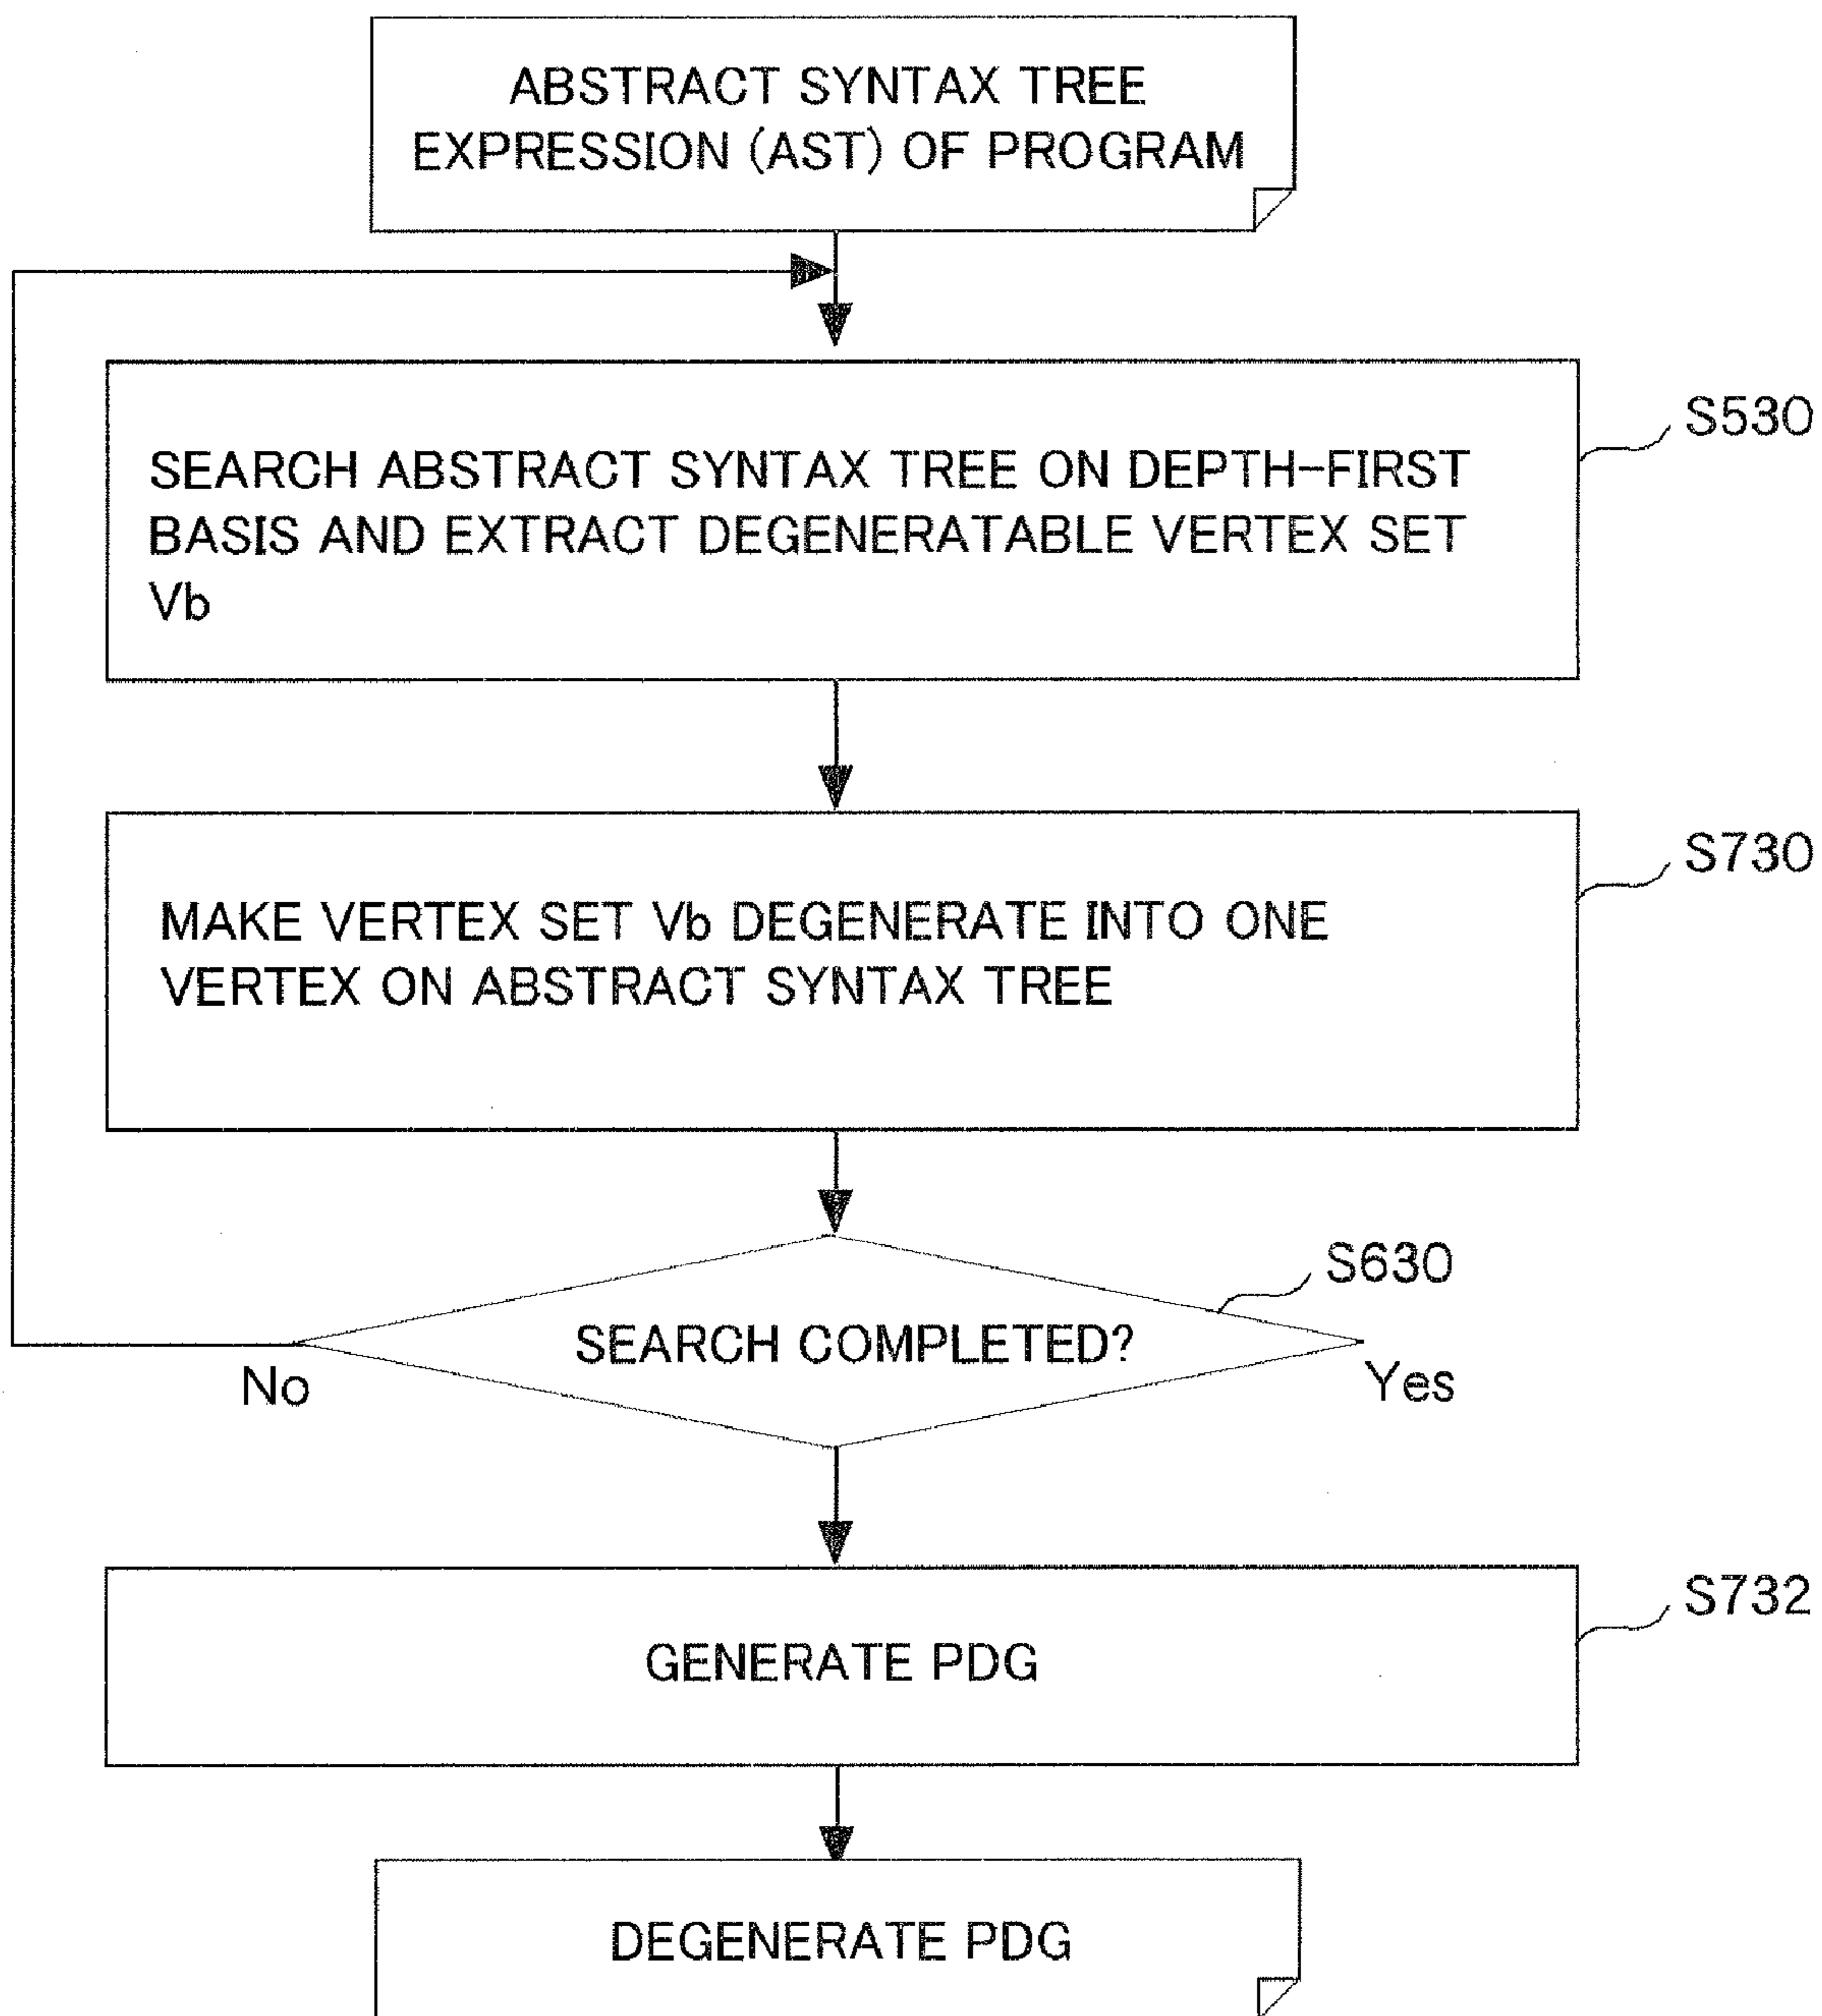 ABSTRACT SYNTAX TREE
EXPRESSION (AST) OF PROGRAM
S530
SEARCH ABSTRACT SYNTAX TREE ON DEPTH-FIRST
BASIS AND EXTRACT DEGENERATABLE VERTEX SET
Vb
S730
MAKE VERTEX SET Vb DEGENERATE INTO ONE
VERTEX ON ABSTRACT SYNTAX TREE
S630
SEARCH COMPLETED?
No
Yes
S732
GENERATE PDG
DEGENERATE PDG